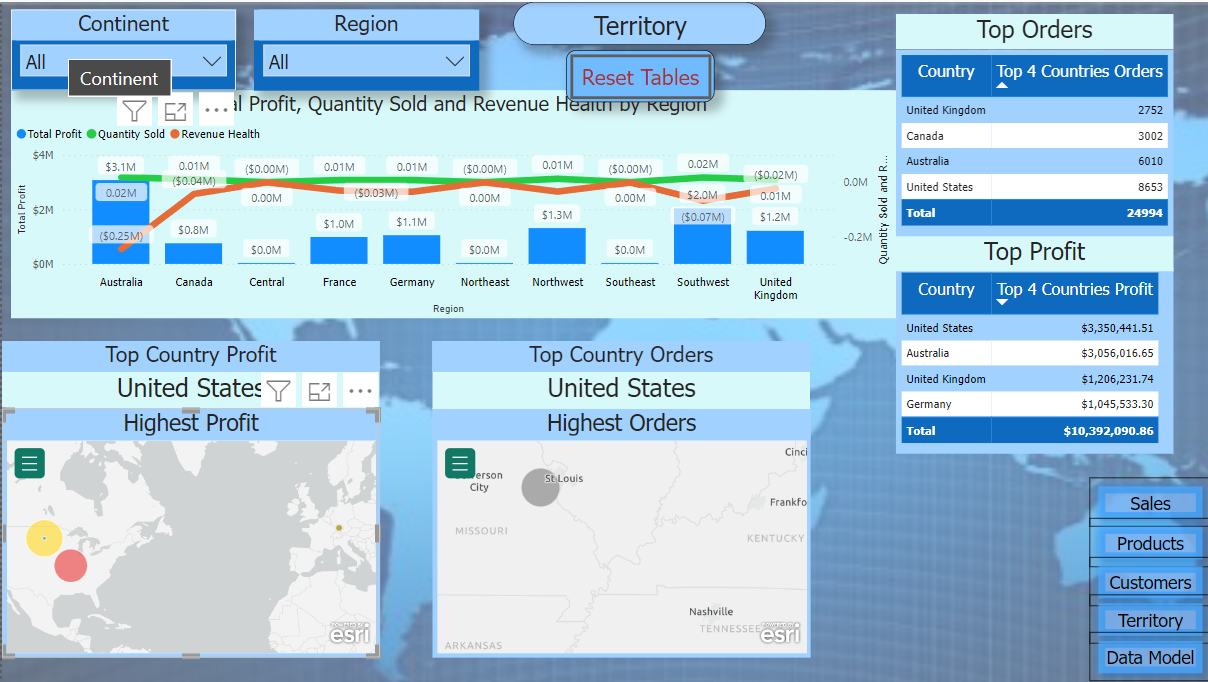 Continent
All
Continent
Region
All
Territory
Reset Tables
al Profit, Quantity Sold and Revenue Health by Region
Total Profit Quantity Sold Revenue Health
Total Profit
$4M
$2M
$0M
$3.1M 0.01M ($0.00M) 0.01M 0.01M ($0.00M) 0.01M ($0.00M) 0.02M ($0.02M)
0.02M ($0.04M) 0.00M ($0.03M) 0.00M 0.00M $2.0M 0.01M
($0.25M) $0.8M $0.0M $1.0M $1.1M $0.0M $1.3M $0.0M ($0.07M) $1.2M
0.0M
-0.2M
Quantity Sold and R...
Australia Canada Central France Germany Northeast Northwest Southeast Southwest United
Kingdom
Region
Top Orders
Country Top 4 Countries Orders
United Kingdom 2752
Canada 3002
Australia 6010
United States 8653
Total 24994
Top Profit
Country Top 4 Countries Profit
United States $3,350,441.51
Australia $3,056,016.65
United Kingdom $1,206,231.74
Germany $1,045,533.30
Total $10,392,090.86
Top Country Profit
United States
Highest Profit
esri
Top Country Orders
United States
Highest Orders
Cinci
erson
City
St Louis
Frankfo
MISSOURI
KENTUCKY
Nashville
TENNESSEE
ARKANSAS
esri
Sales
Products
Customers
Territory
Data Model